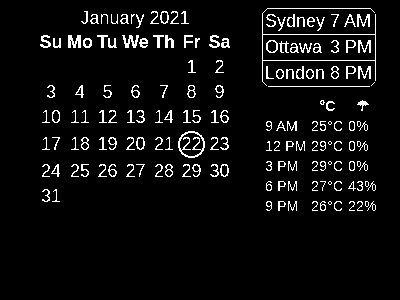 January 2021
Su Mo Tu We Th Fr Sa
1 2
3 4 5 6 7 8 9
10 11 12 13 14 15 16
17 18 19 20 21 22 23
24 25 26 27 28 29 30
31
Sydney 7 AM
Ottawa 3 PM
London 8 PM
°C ☂
9 AM 25°C 0%
12 PM 29°C 0%
3 PM 29°C 0%
6 PM 27°C 43%
9 PM 26°C 22%